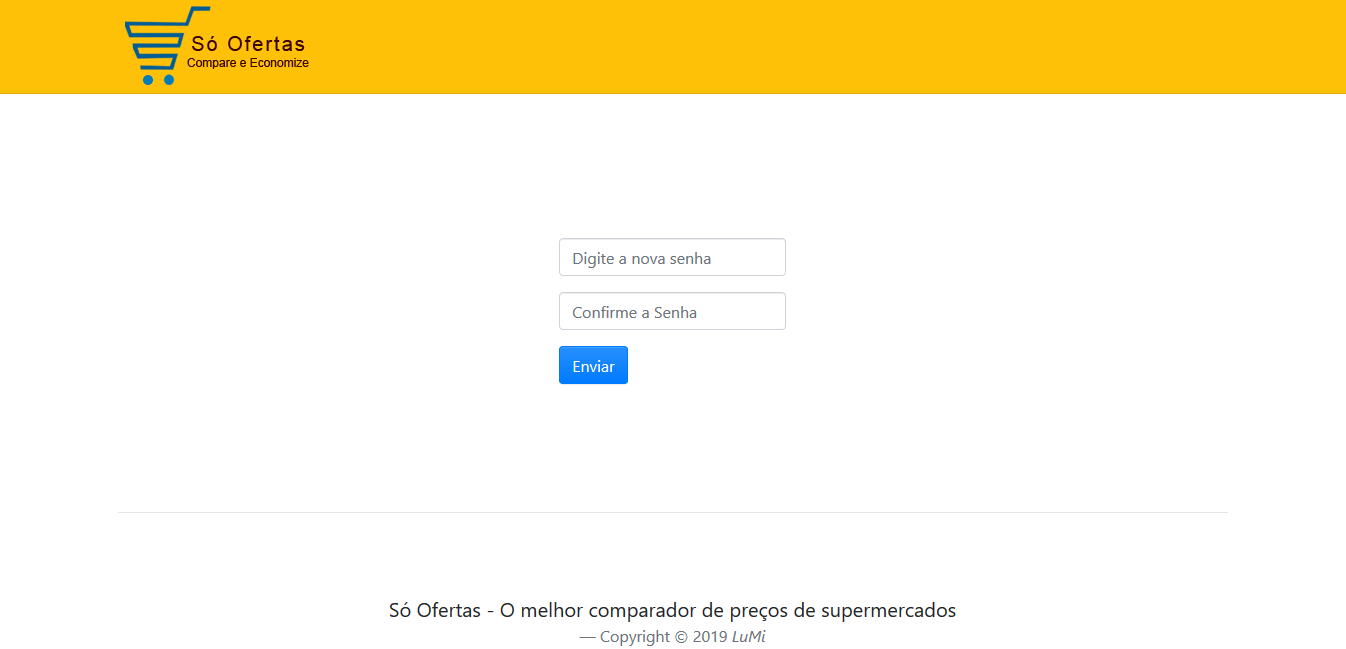 Só Ofertas
Compare e Economize
Digite a nova senha
Confirme a Senha
Enviar
Só Ofertas - O melhor comparador de preços de supermercados
— Copyright © 2019 LuMi